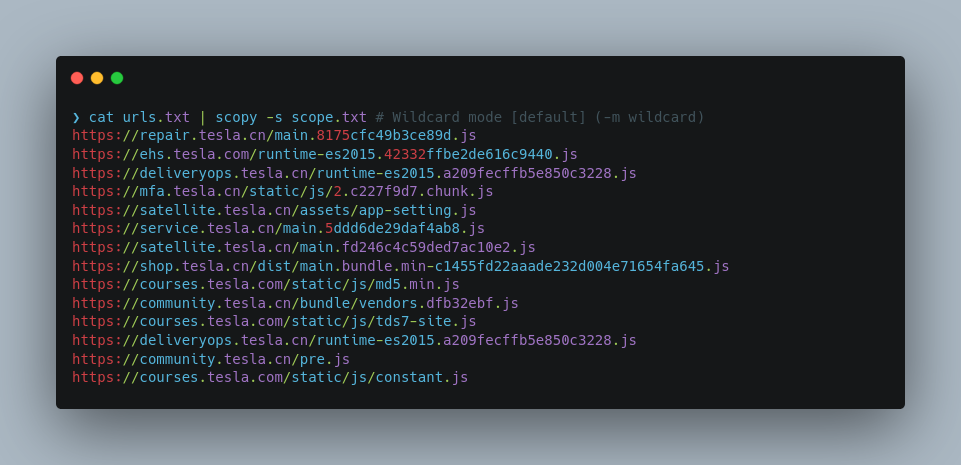 ❯ cat urls.txt | scopy -s scope.txt # Wildcard mode [default] (-m wildcard)
https://repair.tesla.cn/main.8175cfc49b3ce89d.js
https://ehs.tesla.com/runtime-es2015.42332ffbe2de616c9440.js
https://deliveryops.tesla.cn/runtime-es2015.a209fecffb5e850c3228.js
https://mfa.tesla.cn/static/js/2.c227f9d7.chunk.js
https://satellite.tesla.cn/assets/app-setting.js
https://service.tesla.cn/main.5ddd6de29daf4ab8.js
https://satellite.tesla.cn/main.fd246c4c59ded7ac10e2.js
https://shop.tesla.cn/dist/main.bundle.min-c1455fd22aaade232d004e71654fa645.js
https://courses.tesla.com/static/js/md5.min.js
https://community.tesla.cn/bundle/vendors.dfb32ebf.js
https://courses.tesla.com/static/js/tds7-site.js
https://deliveryops.tesla.cn/runtime-es2015.a209fecffb5e850c3228.js
https://community.tesla.cn/pre.js
https://courses.tesla.com/static/js/constant.js